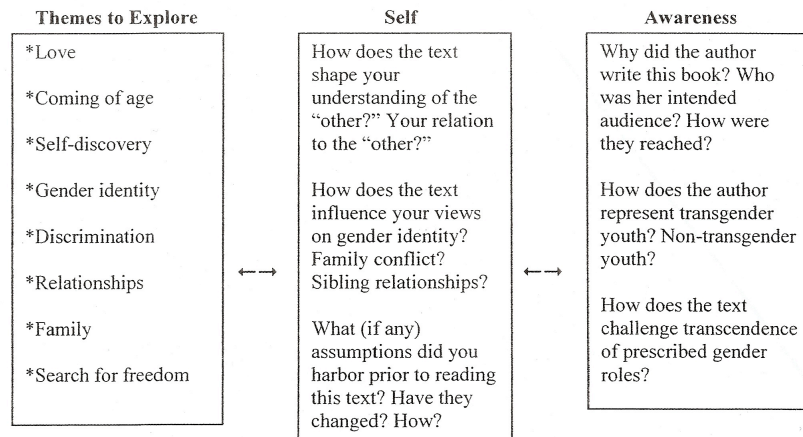 Themes to Explore
*Love
*Coming of age
*Self-discovery
*Gender identity
*Discrimination
*Relationships
*Family
*Search for freedom
Self
How does the text
shape your
understanding of the
“other?” Your relation
to the “other?”
How does the text
influence your views
on gender identity?
Family conflict?
Sibling relationships?
What (if any)
assumptions did you
harbor prior to reading
this text? Have they
changed? How?
Awareness
Why did the author
write this book? Who
was her intended
audience? How were
they reached?
How does the author
represent transgender
youth? Non-transgender
youth?
How does the text
challenge transcendence
of prescribed gender
roles?